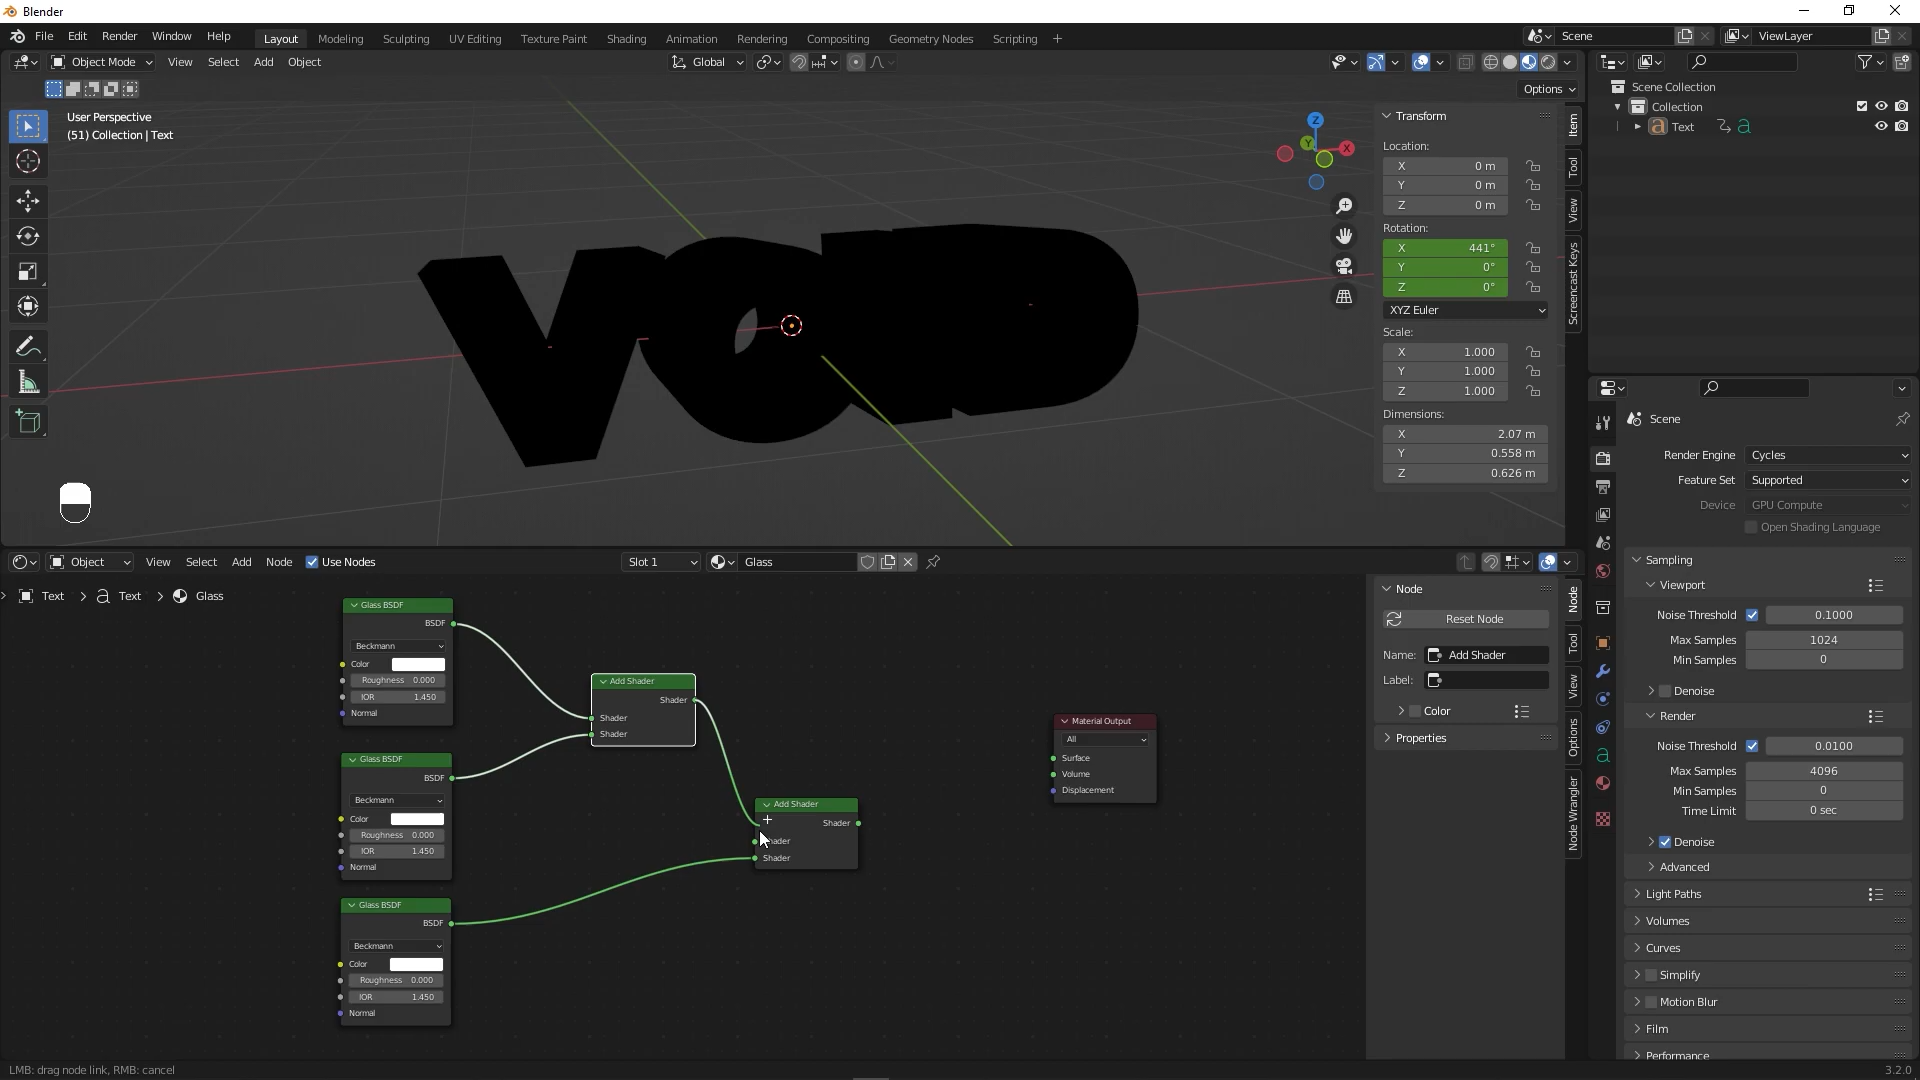 Blender
File Edit Render Window Help
Layout Modeling Sculpting UV Editing Texture Paint Shading Animation Rendering Compositing Geometry Nodes Scripting +
Scene
ViewLayer
Object Mode View Select Add Object
Global
Options
User Perspective
(51) Collection | Text
Z
Y
X
Transform
Location:
X 0 m
Y 0 m
Z 0 m
Rotation:
X 441°
Y 0°
Z 0°
XYZ Euler
Scale:
X 1.000
Y 1.000
Z 1.000
Dimensions:
X 2.07 m
Y 0.558 m
Z 0.626 m
Item
Tool
View
Screencast Keys
VOID
Scene Collection
Collection
Text
Scene
Render Engine Cycles
Feature Set Supported
Device GPU Compute
Open Shading Language
Sampling
Viewport
Noise Threshold 0.1000
Max Samples 1024
Min Samples 0
Denoise
Render
Noise Threshold 0.0100
Max Samples 4096
Min Samples 0
Time Limit 0 sec
Denoise
Advanced
Light Paths
Volumes
Curves
Simplify
Motion Blur
Film
Performance
Object View Select Add Node Use Nodes
Slot 1
Glass
Text > Text > Glass
Glass BSDF
BSDF
Beckmann
Color
Roughness 0.000
IOR 1.450
Normal
Glass BSDF
BSDF
Beckmann
Color
Roughness 0.000
IOR 1.450
Normal
Glass BSDF
BSDF
Beckmann
Color
Roughness 0.000
IOR 1.450
Normal
Add Shader
Shader
Shader
Shader
Add Shader
Shader
Shader
Shader
Material Output
All
Surface
Volume
Displacement
Node
Reset Node
Name: Add Shader
Label:
Color
Properties
Node
Tool
View
Options
Node Wrangler
LMB: drag node link, RMB: cancel
3.2.0